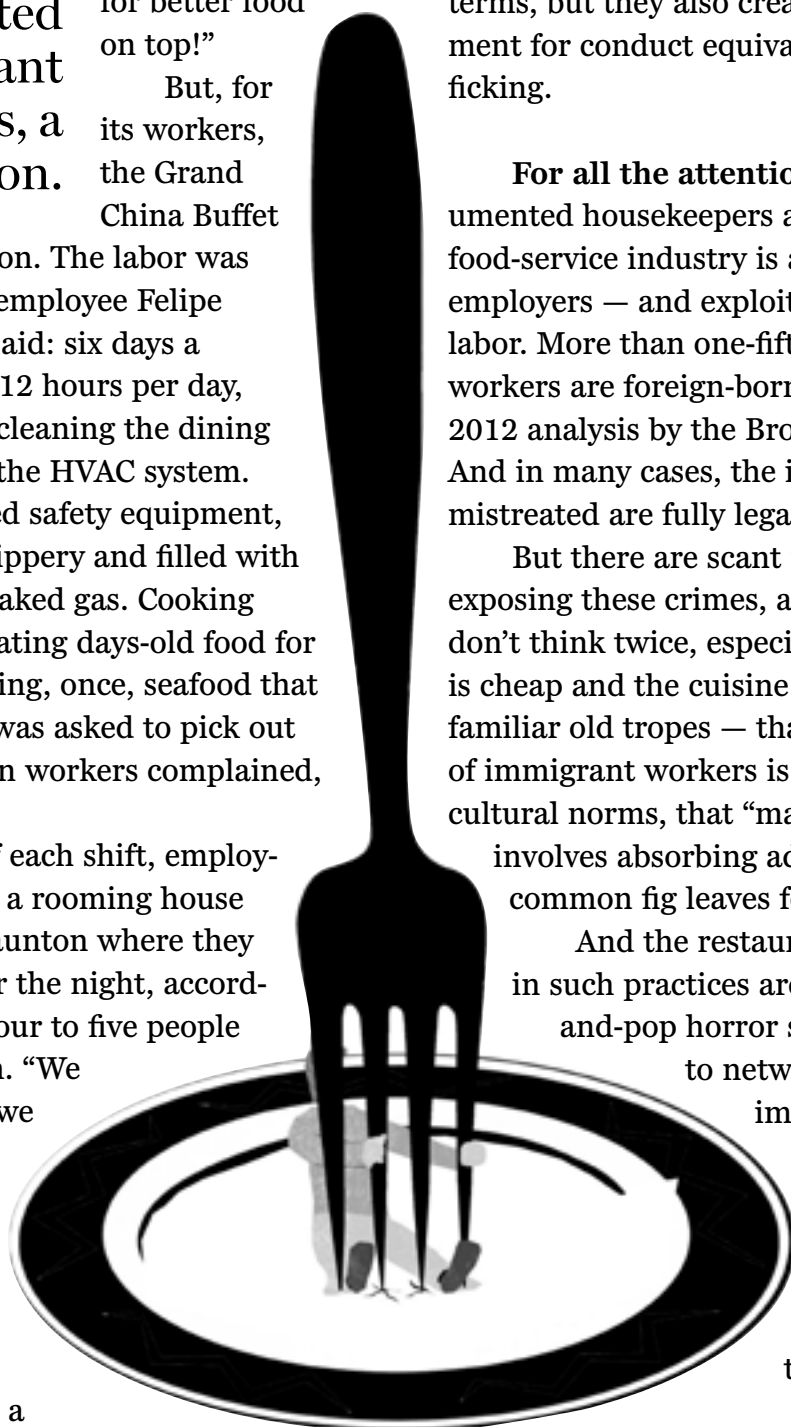 ted
ant
s, a
on.
for better food
on top!”
But, for
its workers,
the Grand
China Buffet
on. The labor was
employee Felipe
aid: six days a
12 hours per day,
cleaning the dining
the HVAC system.
ed safety equipment,
ippery and filled with
aked gas. Cooking
ating days-old food for
ing, once, seafood that
was asked to pick out
n workers complained,
f each shift, employ-
a rooming house
aunton where they
r the night, accord-
our to five people
n. “We
we
a
terms, but they also crea
ment for conduct equiva
ficking.
For all the attentio
umented housekeepers a
food-service industry is a
employers — and exploit
labor. More than one-fift
workers are foreign-born
2012 analysis by the Bro
And in many cases, the i
mistreated are fully lega
But there are scant
exposing these crimes, a
don’t think twice, especi
is cheap and the cuisine
familiar old tropes — tha
of immigrant workers is
cultural norms, that “ma
involves absorbing ad
common fig leaves fo
And the restaur
in such practices are
and-pop horror s
to netw
im
t